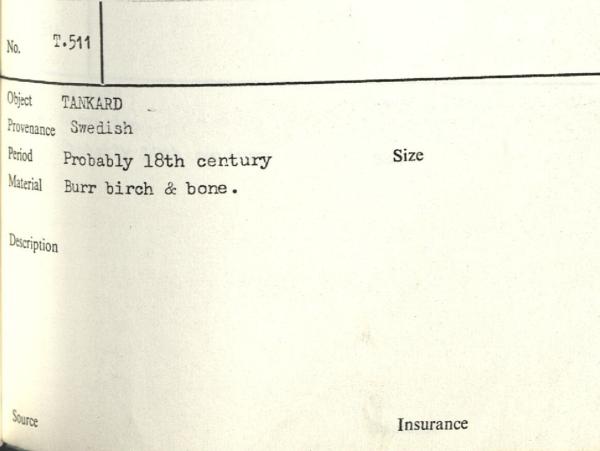 No. T.511
Object TANKARD
Provenance Swedish
Period Probably 18th century Size
Material Burr birch & bone.
Description
Source Insurance